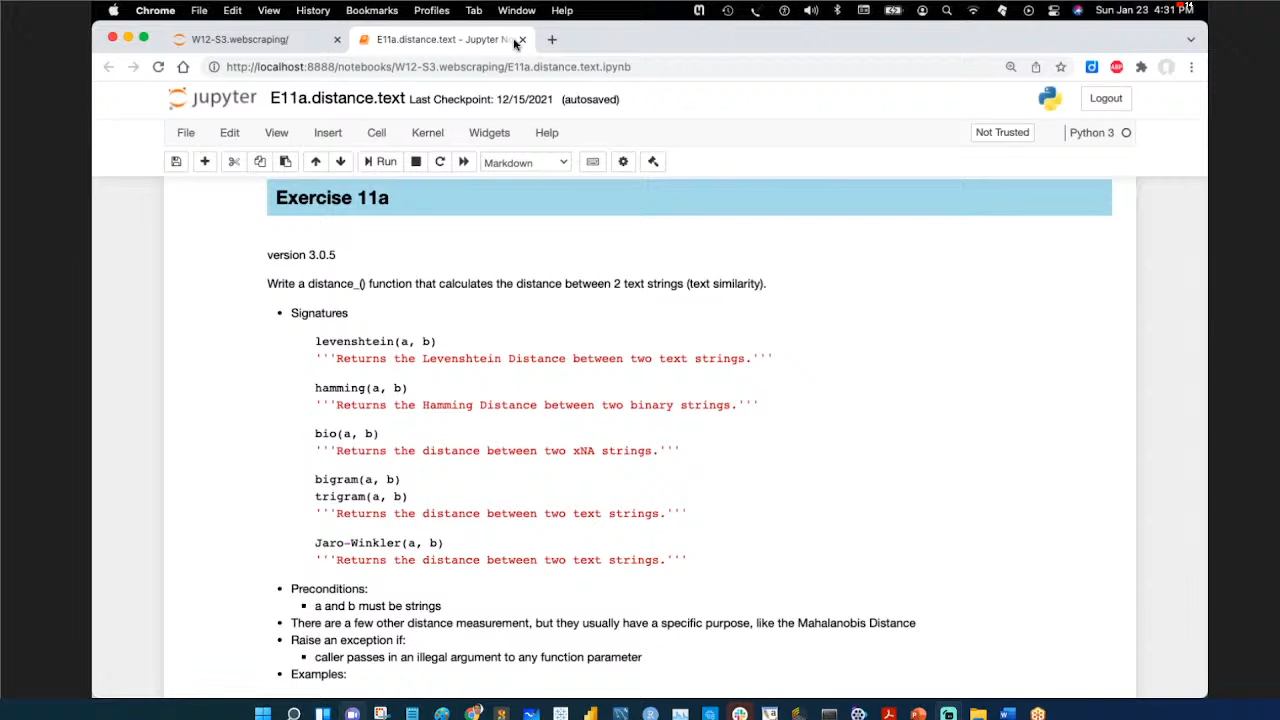 Chrome File Edit View History Bookmarks Profiles Tab Window Help Sun Jan 23 4:31 PM
W12-S3.webscraping/ E11a.distance.text - Jupyter No
http://localhost:8888/notebooks/W12-S3.webscraping/E11a.distance.text.ipynb
jupyter E11a.distance.text Last Checkpoint: 12/15/2021 (autosaved) Logout
File Edit View Insert Cell Kernel Widgets Help Not Trusted Python 3
Run Markdown
Exercise 11a
version 3.0.5
Write a distance_() function that calculates the distance between 2 text strings (text similarity).
• Signatures
levenshtein(a, b)
'''Returns the Levenshtein Distance between two text strings.'''
hamming(a, b)
'''Returns the Hamming Distance between two binary strings.'''
bio(a, b)
'''Returns the distance between two xNA strings.'''
bigram(a, b)
trigram(a, b)
'''Returns the distance between two text strings.'''
Jaro-Winkler(a, b)
'''Returns the distance between two text strings.'''
• Preconditions:
▪ a and b must be strings
• There are a few other distance measurement, but they usually have a specific purpose, like the Mahalanobis Distance
• Raise an exception if:
▪ caller passes in an illegal argument to any function parameter
• Examples: